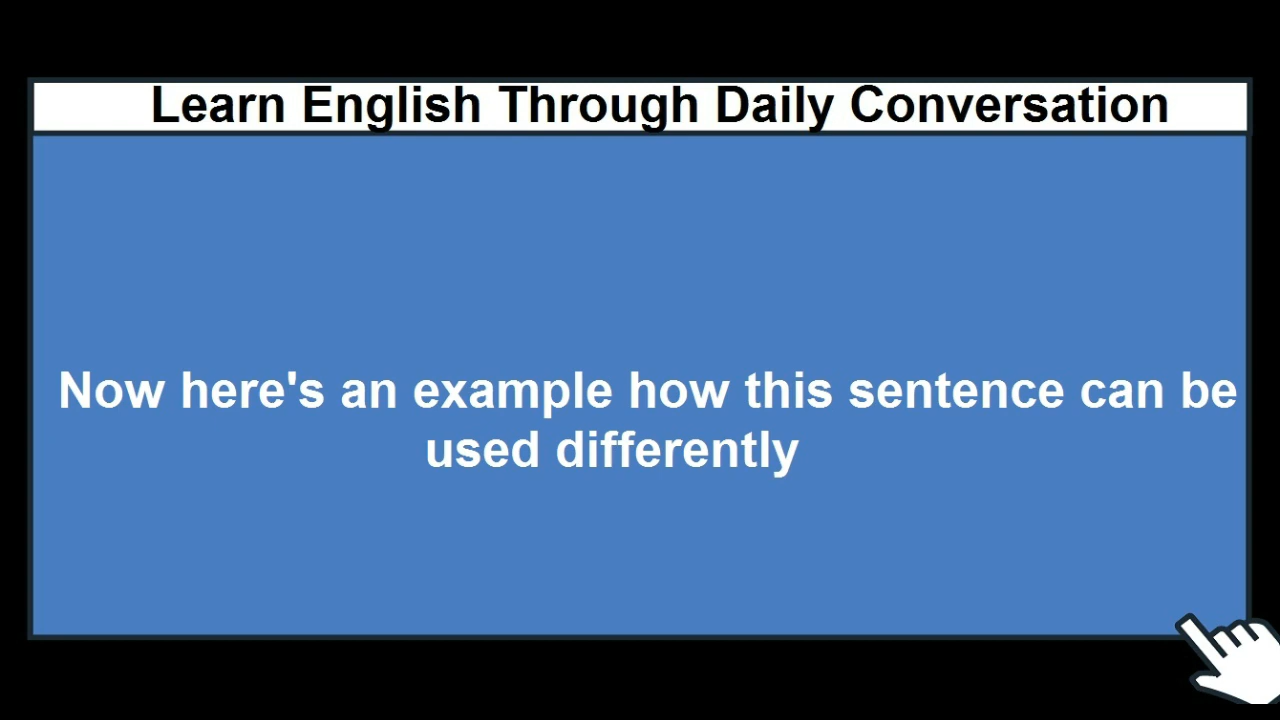 Learn English Through Daily Conversation
Now here's an example how this sentence can be
used differently